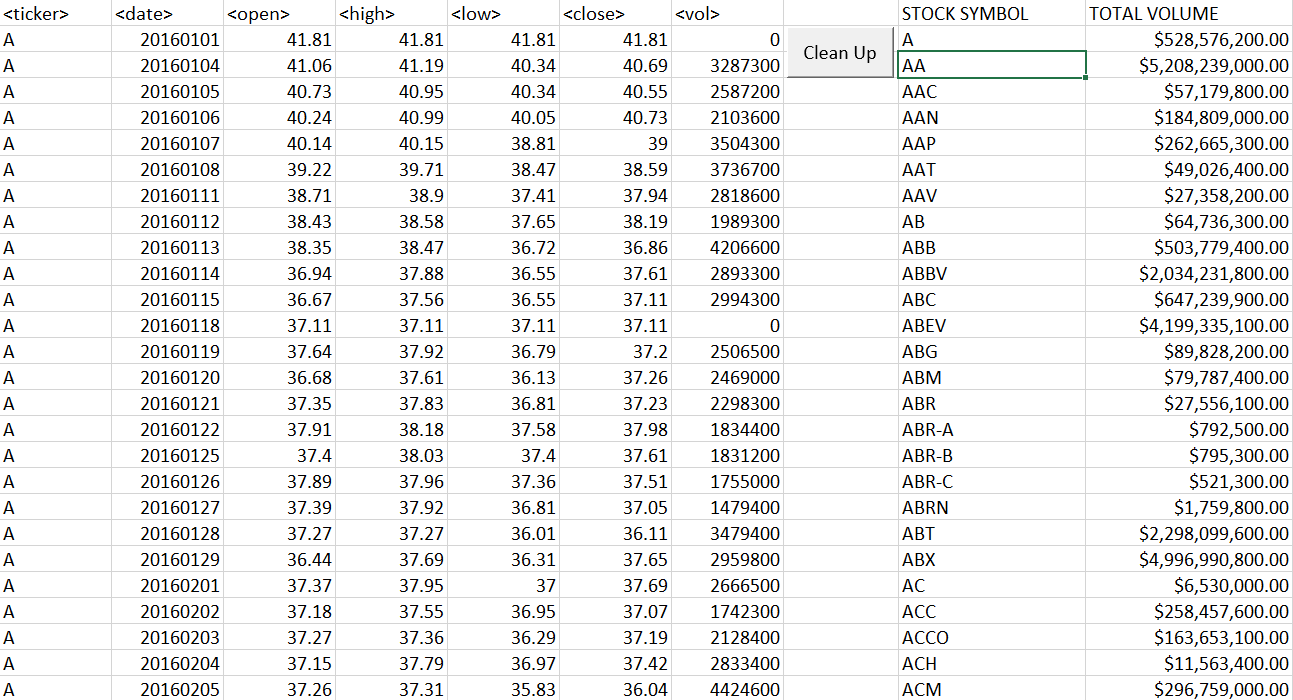 <ticker> <date> <open> <high> <low> <close> <vol> STOCK SYMBOL TOTAL VOLUME
A 20160101 41.81 41.81 41.81 41.81 0 Clean Up A $528,576,200.00
A 20160104 41.06 41.19 40.34 40.69 3287300 AA $5,208,239,000.00
A 20160105 40.73 40.95 40.34 40.55 2587200 AAC $57,179,800.00
A 20160106 40.24 40.99 40.05 40.73 2103600 AAN $184,809,000.00
A 20160107 40.14 40.15 38.81 39 3504300 AAP $262,665,300.00
A 20160108 39.22 39.71 38.47 38.59 3736700 AAT $49,026,400.00
A 20160111 38.71 38.9 37.41 37.94 2818600 AAV $27,358,200.00
A 20160112 38.43 38.58 37.65 38.19 1989300 AB $64,736,300.00
A 20160113 38.35 38.47 36.72 36.86 4206600 ABB $503,779,400.00
A 20160114 36.94 37.88 36.55 37.61 2893300 ABBV $2,034,231,800.00
A 20160115 36.67 37.56 36.55 37.11 2994300 ABC $647,239,900.00
A 20160118 37.11 37.11 37.11 37.11 0 ABEV $4,199,335,100.00
A 20160119 37.64 37.92 36.79 37.2 2506500 ABG $89,828,200.00
A 20160120 36.68 37.61 36.13 37.26 2469000 ABM $79,787,400.00
A 20160121 37.35 37.83 36.81 37.23 2298300 ABR $27,556,100.00
A 20160122 37.91 38.18 37.58 37.98 1834400 ABR-A $792,500.00
A 20160125 37.4 38.03 37.4 37.61 1831200 ABR-B $795,300.00
A 20160126 37.89 37.96 37.36 37.51 1755000 ABR-C $521,300.00
A 20160127 37.39 37.92 36.81 37.05 1479400 ABRN $1,759,800.00
A 20160128 37.27 37.27 36.01 36.11 3479400 ABT $2,298,099,600.00
A 20160129 36.44 37.69 36.31 37.65 2959800 ABX $4,996,990,800.00
A 20160201 37.37 37.95 37 37.69 2666500 AC $6,530,000.00
A 20160202 37.18 37.55 36.95 37.07 1742300 ACC $258,457,600.00
A 20160203 37.27 37.36 36.29 37.19 2128400 ACCO $163,653,100.00
A 20160204 37.15 37.79 36.97 37.42 2833400 ACH $11,563,400.00
A 20160205 37.26 37.31 35.83 36.04 4424600 ACM $296,759,000.00